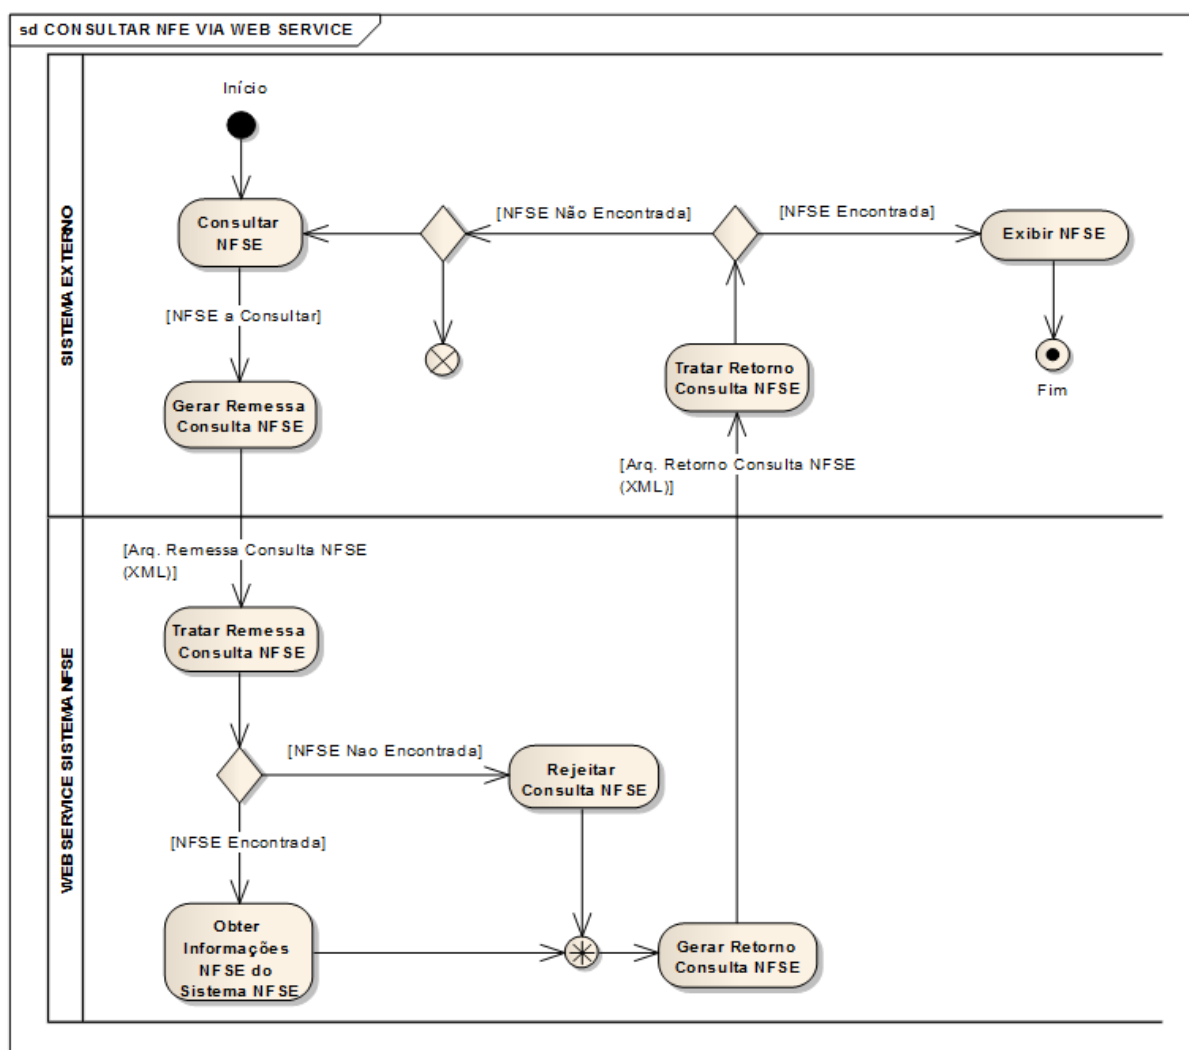 sd CONSULTAR NFE VIA WEB SERVICE
SISTEMA EXTERNO
Início
Consultar
NFSE
[NFSE Não Encontrada]
[NFSE Encontrada]
Exibir NFSE
[NFSE a Consultar]
Fim
Gerar Remessa
Consulta NFSE
Tratar Retorno
Consulta NFSE
[Arq. Retorno Consulta NFSE
(XML)]
WEB SERVICE SISTEMA NFSE
[Arq. Remessa Consulta NFSE
(XML)]
Tratar Remessa
Consulta NFSE
[NFSE Nao Encontrada]
Rejeitar
Consulta NFSE
[NFSE Encontrada]
Obter
Informações
NFSE do
Sistema NFSE
Gerar Retorno
Consulta NFSE